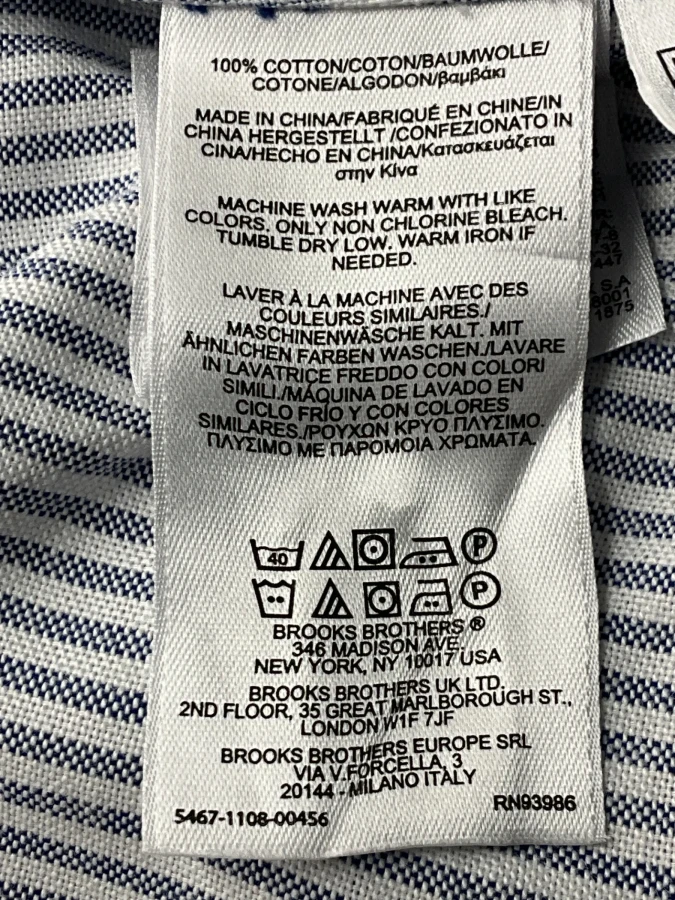 100% COTTON/COTON/BAUMWOLLE/
COTONE/ALGODON/βαμβάκι
MADE IN CHINA/FABRIQUÉ EN CHINE/IN
CHINA HERGESTELLT /CONFEZIONATO IN
CINA/HECHO EN CHINA/Κατασκευάζεται
στην Κίνα
MACHINE WASH WARM WITH LIKE
COLORS. ONLY NON CHLORINE BLEACH.
TUMBLE DRY LOW. WARM IRON IF
NEEDED.
LAVER À LA MACHINE AVEC DES
COULEURS SIMILAIRES./
MASCHINENWÄSCHE KALT. MIT
ÄHNLICHEN FARBEN WASCHEN./LAVARE
IN LAVATRICE FREDDO CON COLORI
SIMILI./MÁQUINA DE LAVADO EN
CICLO FRÍO Y CON COLORES
SIMILARES./ΡΟΥΧΩΝ ΚΡΥΟ ΠΛΥΣΙΜΟ.
ΠΛΥΣΙΜΟ ΜΕ ΠΑΡΟΜΟΙΑ ΧΡΩΜΑΤΑ.
40 P
P
BROOKS BROTHERS ®
346 MADISON AVE.
NEW YORK, NY 10017 USA
BROOKS BROTHERS UK LTD.
2ND FLOOR, 35 GREAT MARLBOROUGH ST.,
LONDON W1F 7JF
BROOKS BROTHERS EUROPE SRL
VIA V.FORCELLA, 3
20144 - MILANO ITALY
5467-1108-00456 RN93986
32
447
S.A
8001
1875